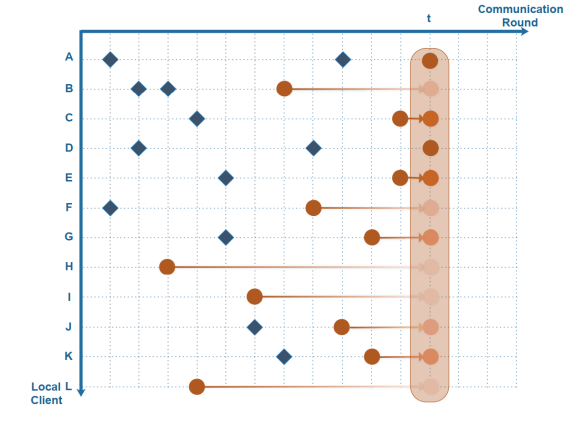 Communication
Round
t
A
B
C
D
E
F
G
H
I
J
K
Local L
Client